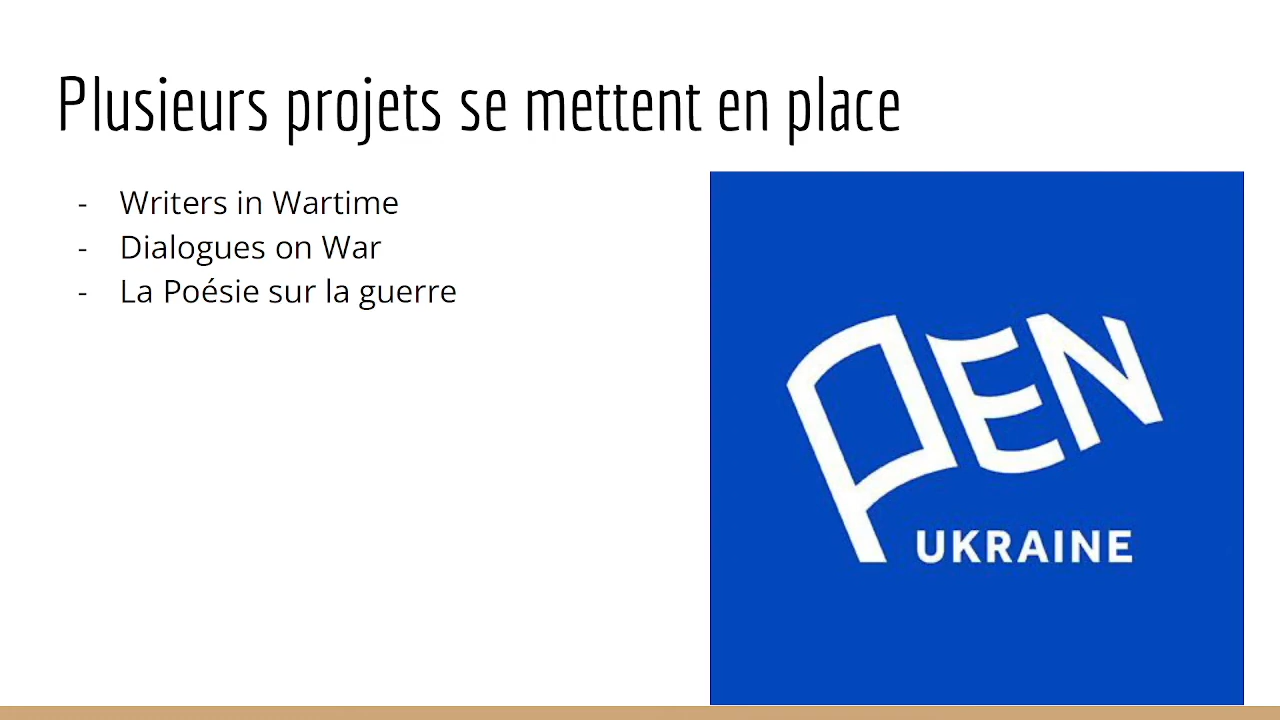 Plusieurs projets se mettent en place
- Writers in Wartime
- Dialogues on War
- La Poésie sur la guerre
PEN
UKRAINE